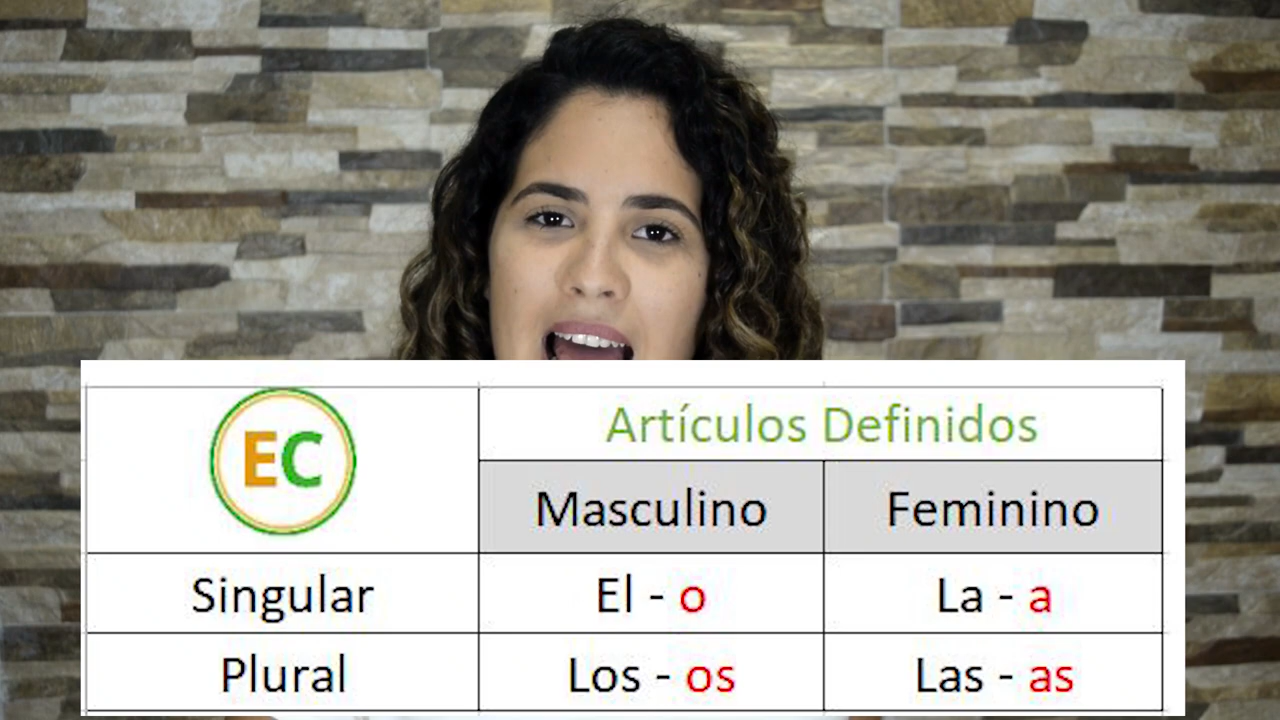 EC
Artículos Definidos
Masculino Feminino
Singular El - o La - a
Plural Los - os Las - as